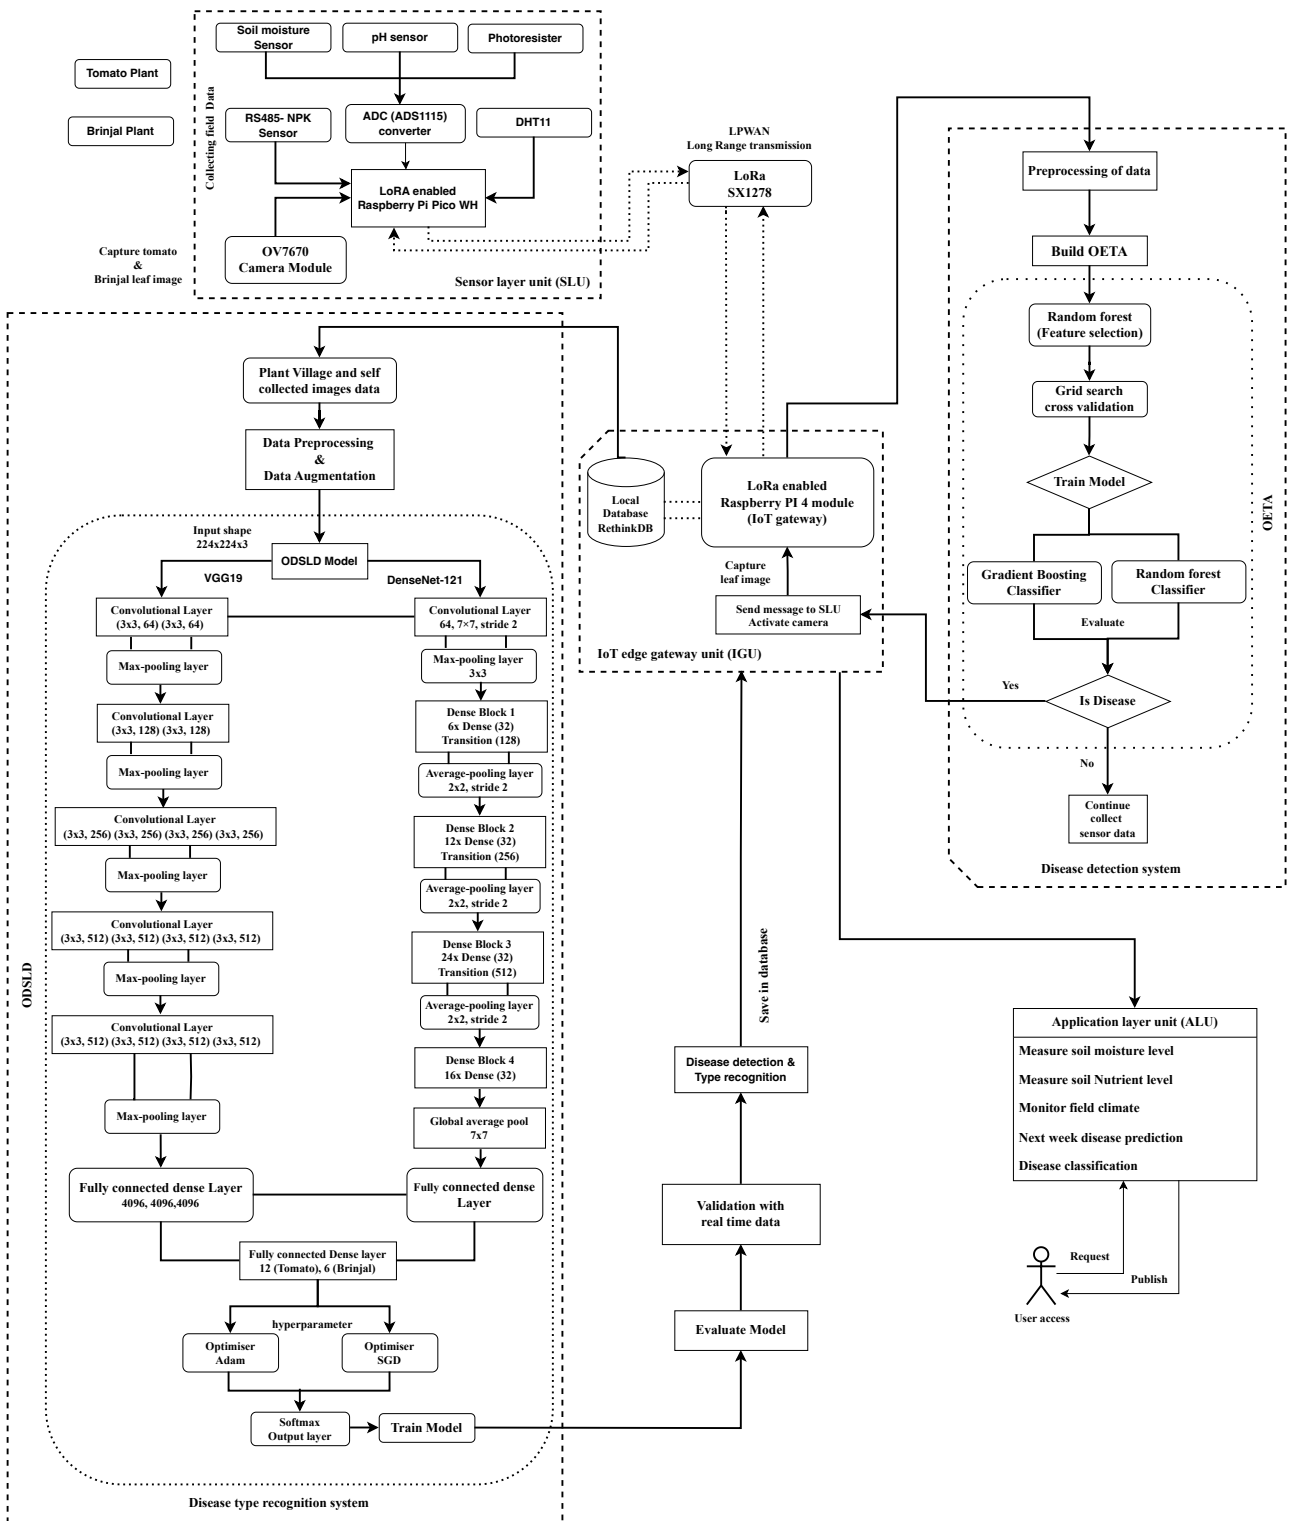 Soil moisture
Sensor
pH sensor
Photoresister
Tomato Plant
Brinjal Plant
Collecting field Data
RS485- NPK
Sensor
ADC (ADS1115)
converter
DHT11
LoRA enabled
Raspberry Pi Pico WH
OV7670
Camera Module
Capture tomato
&
Brinjal leaf image
Sensor layer unit (SLU)
LPWAN
Long Range transmission
LoRa
SX1278
Preprocessing of data
Build OETA
Random forest
(Feature selection)
Grid search
cross validation
Train Model
OETA
Gradient Boosting
Classifier
Random forest
Classifier
Evaluate
Is Disease
Yes
No
Continue
collect
sensor data
Disease detection system
Local
Database
RethinkDB
LoRa enabled
Raspberry PI 4 module
(IoT gateway)
Capture
leaf image
Send message to SLU
Activate camera
IoT edge gateway unit (IGU)
Plant Village and self
collected images data
Data Preprocessing
&
Data Augmentation
Input shape
224x224x3
ODSLD Model
VGG19
DenseNet-121
Convolutional Layer
(3x3, 64) (3x3, 64)
Max-pooling layer
Convolutional Layer
(3x3, 128) (3x3, 128)
Max-pooling layer
Convolutional Layer
(3x3, 256) (3x3, 256) (3x3, 256) (3x3, 256)
Max-pooling layer
Convolutional Layer
(3x3, 512) (3x3, 512) (3x3, 512) (3x3, 512)
Max-pooling layer
Convolutional Layer
(3x3, 512) (3x3, 512) (3x3, 512) (3x3, 512)
Max-pooling layer
Fully connected dense Layer
4096, 4096,4096
Convolutional Layer
64, 7×7, stride 2
Max-pooling layer
3x3
Dense Block 1
6x Dense (32)
Transition (128)
Average-pooling layer
2x2, stride 2
Dense Block 2
12x Dense (32)
Transition (256)
Average-pooling layer
2x2, stride 2
Dense Block 3
24x Dense (32)
Transition (512)
Average-pooling layer
2x2, stride 2
Dense Block 4
16x Dense (32)
Global average pool
7x7
Fully connected dense
Layer
Fully connected Dense layer
12 (Tomato), 6 (Brinjal)
hyperparameter
Optimiser
Adam
Optimiser
SGD
Softmax
Output layer
Train Model
ODSLD
Disease type recognition system
Save in database
Disease detection &
Type recognition
Validation with
real time data
Evaluate Model
Application layer unit (ALU)
Measure soil moisture level
Measure soil Nutrient level
Monitor field climate
Next week disease prediction
Disease classification
Request
Publish
User access